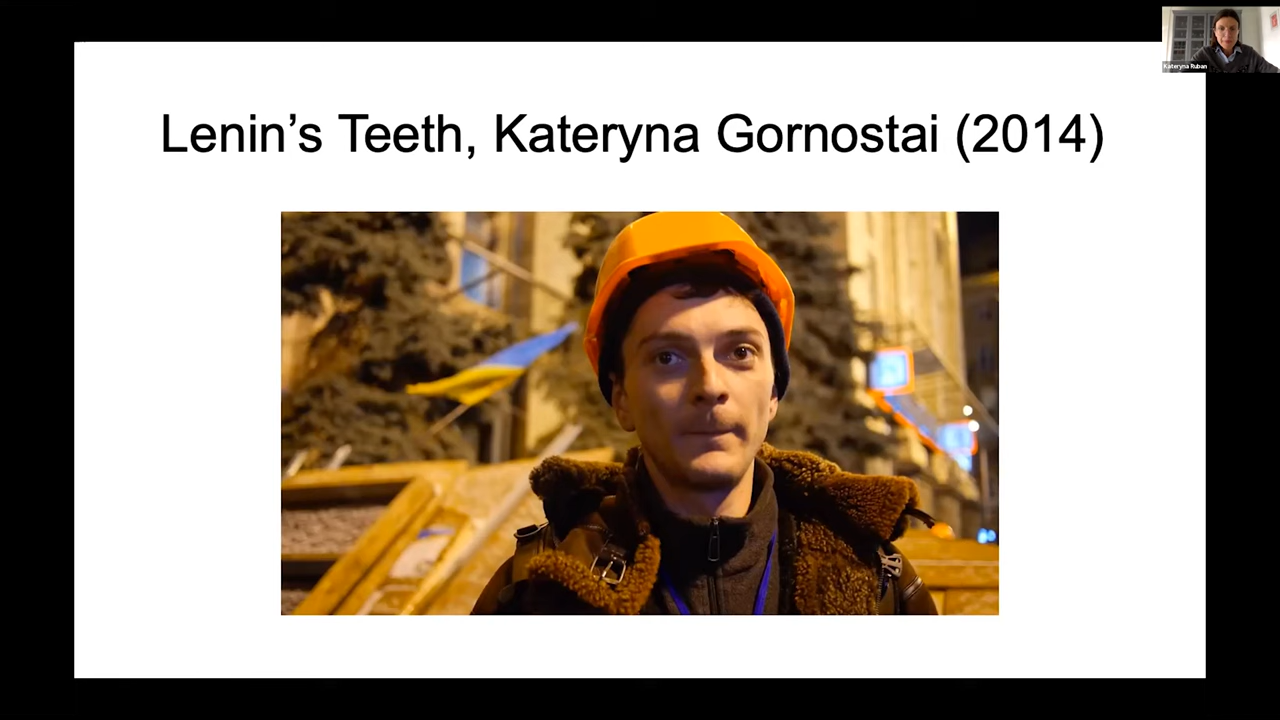 Lenin’s Teeth, Kateryna Gornostai (2014)
Kateryna Ruban